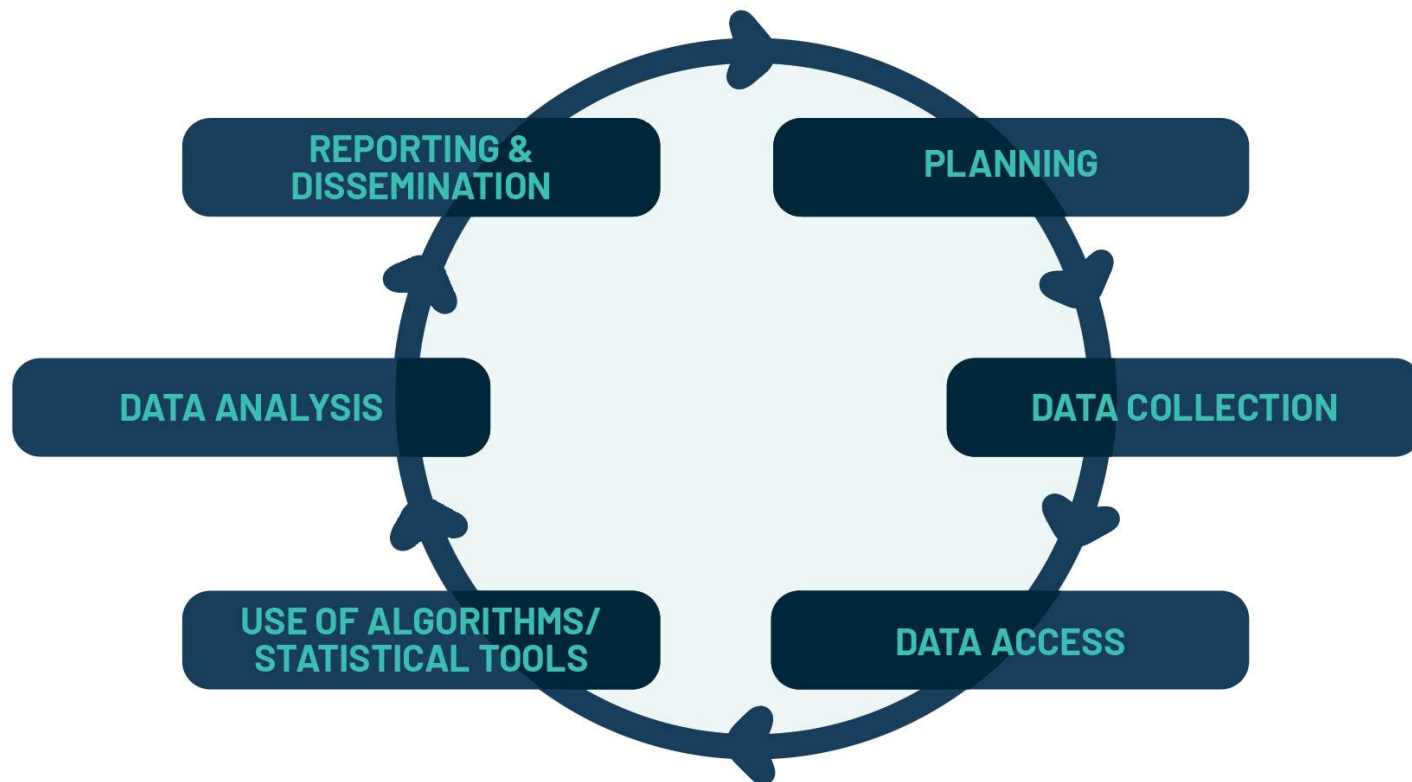 REPORTING &
DISSEMINATION
PLANNING
DATA ANALYSIS
DATA COLLECTION
USE OF ALGORITHMS/
STATISTICAL TOOLS
DATA ACCESS